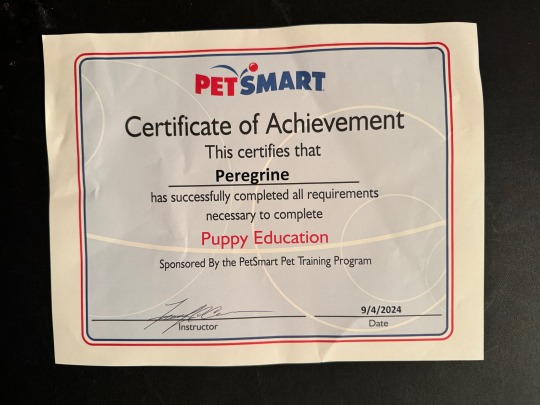 PETSMART
Certificate of Achievement
This certifies that
Peregrine
has successfully completed all requirements
necessary to complete
Puppy Education
Sponsored By the PetSmart Pet Training Program
9/4/2024
Instructor
Date